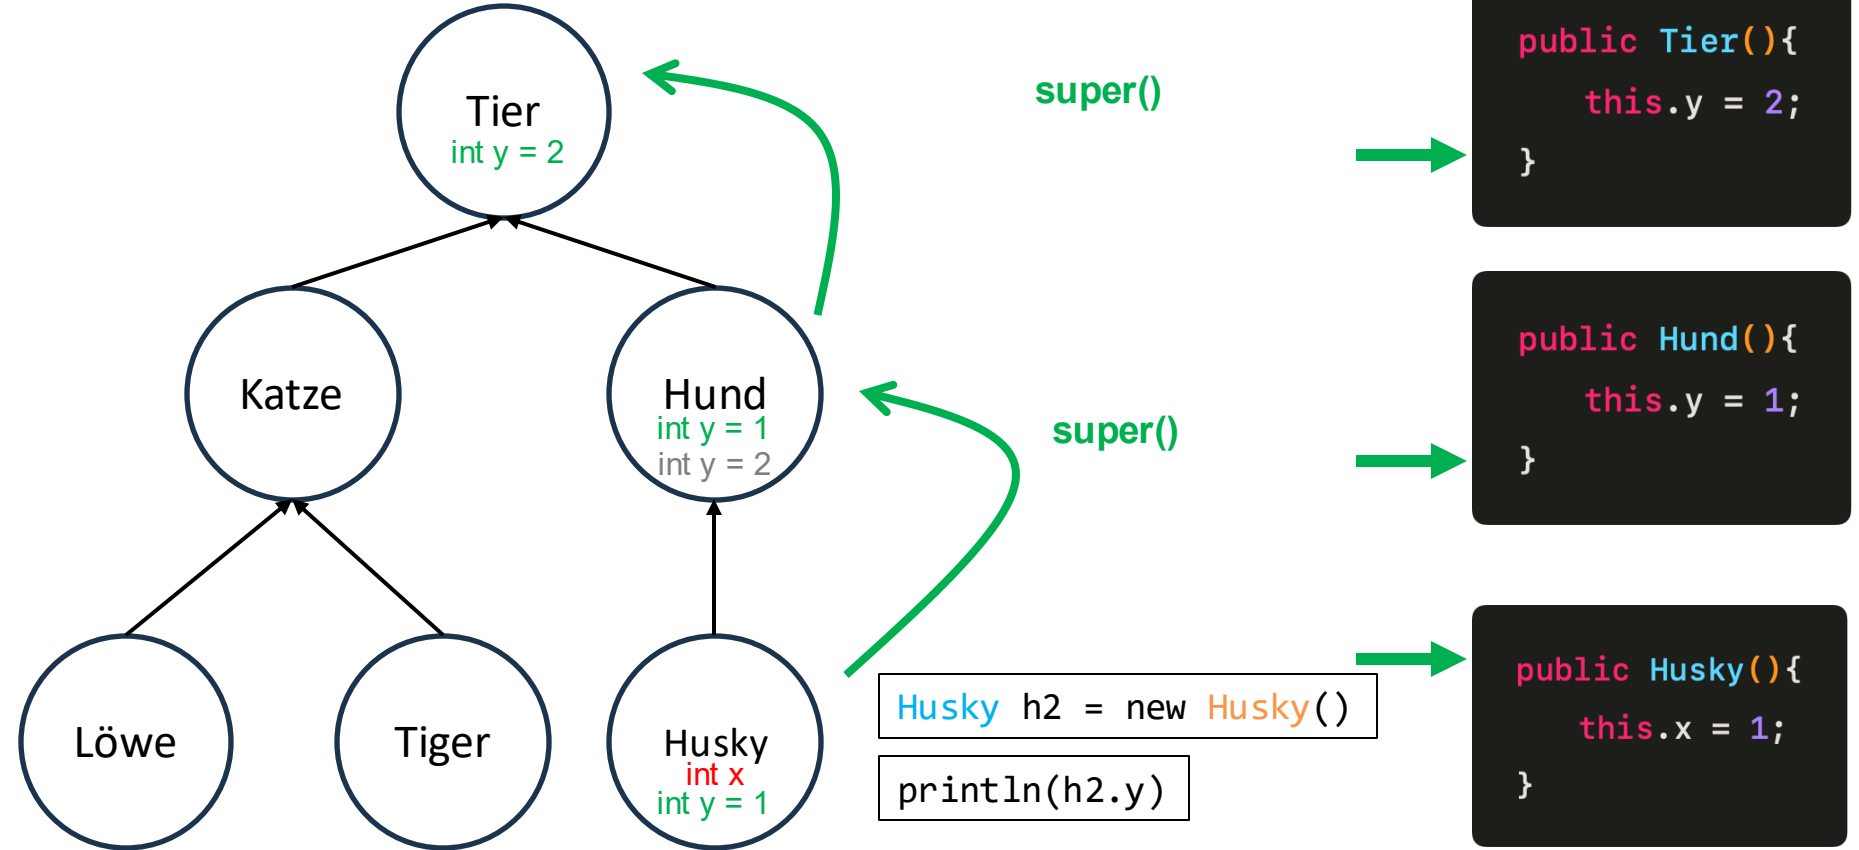 Tier
int y = 2
Katze
Hund
int y = 1
int y = 2
Löwe
Tiger
Husky
int x
int y = 1
super()
super()
Husky h2 = new Husky()
println(h2.y)
public Tier(){
this.y = 2;
}
public Hund(){
this.y = 1;
}
public Husky(){
this.x = 1;
}